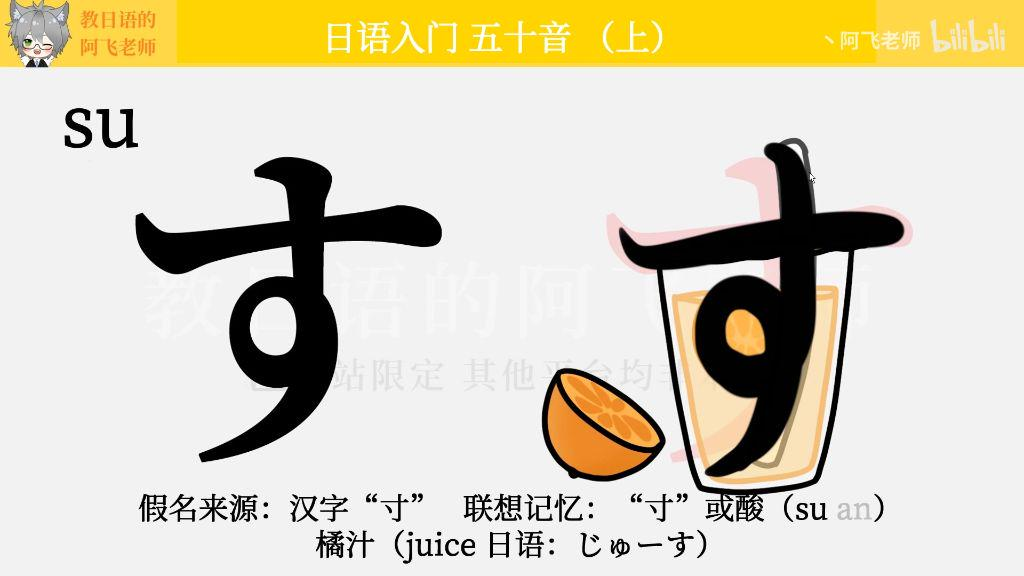 教日语的
阿飞老师
日语入门 五十音 （上）
丶阿飞老师 bilibili
su
す
す
教日语的阿飞老师
站限定 其他平台均
假名来源：汉字“寸” 联想记忆：“寸”或酸（su an）
橘汁（juice 日语：じゅーす）